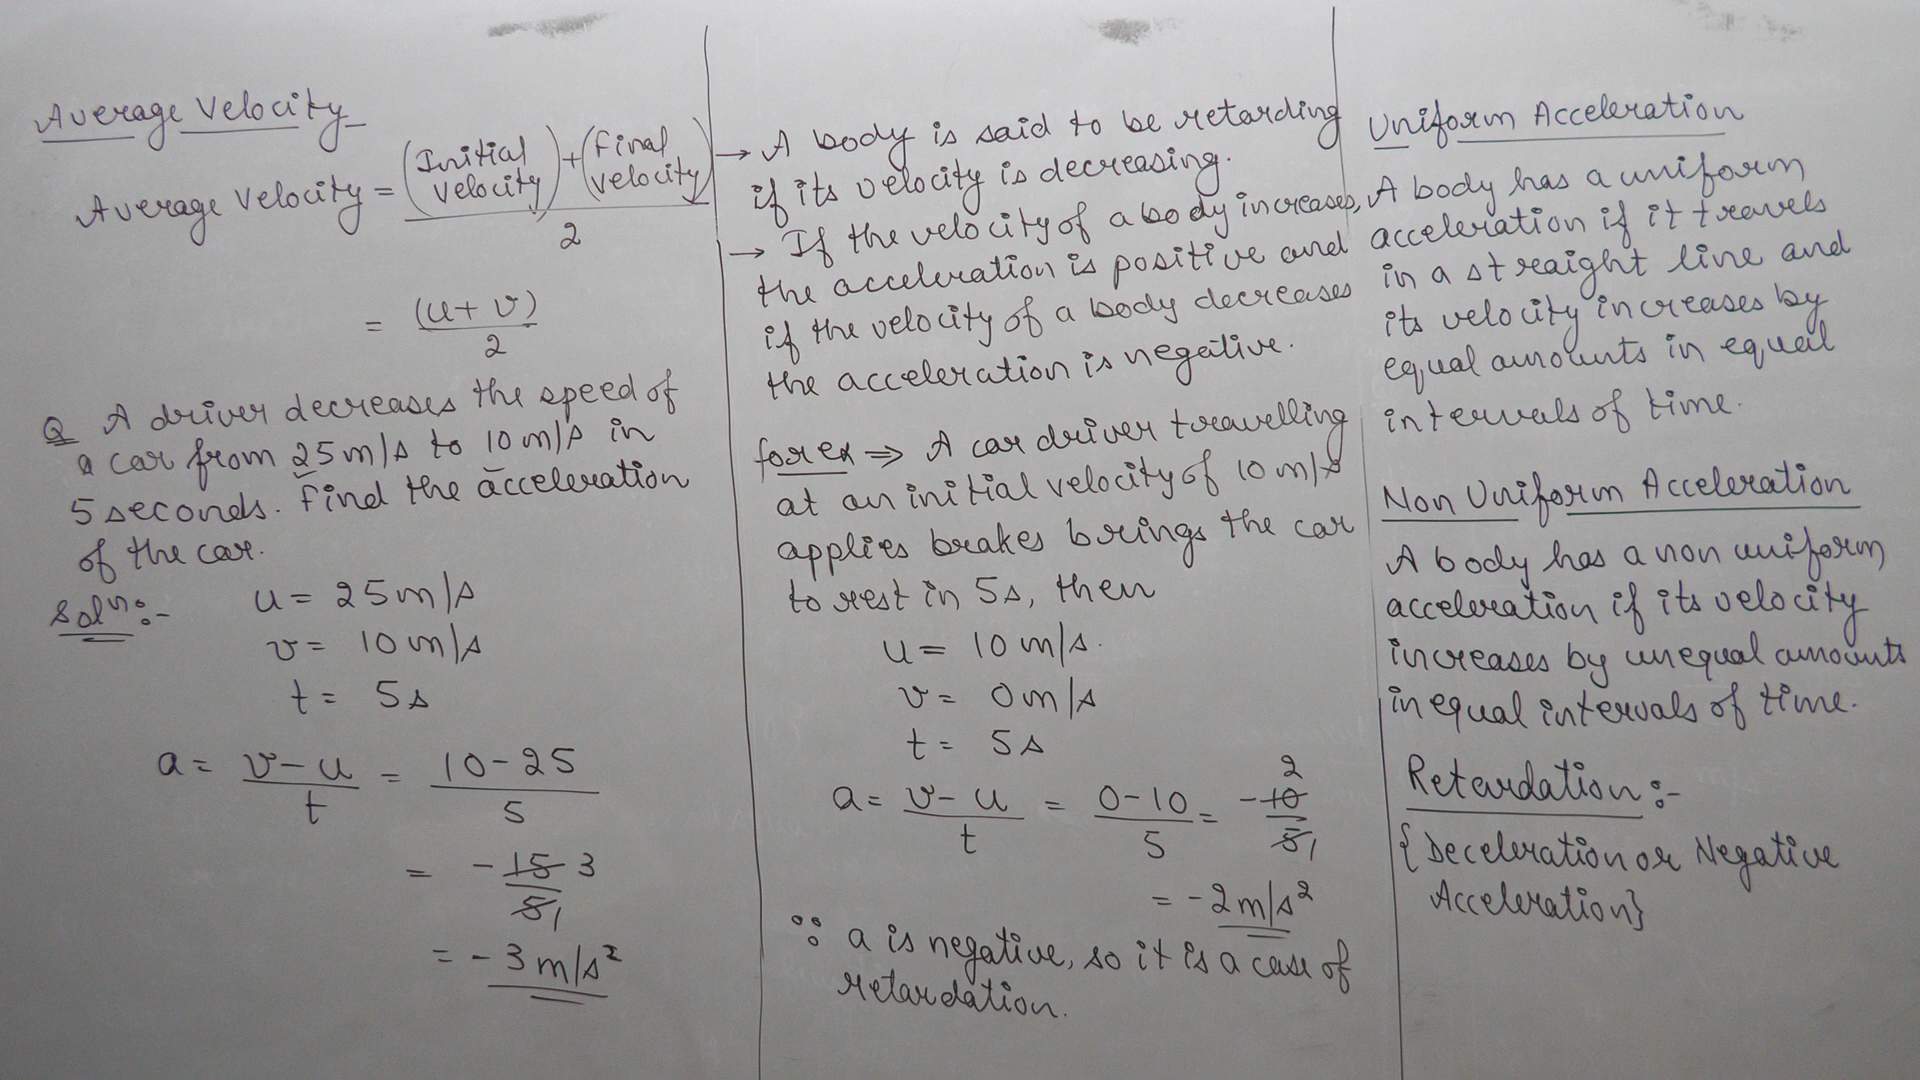 Average Velocity
Average Velocity = (Initial Velocity) + (Final Velocity) / 2
= (u + v) / 2
Q A driver decreases the speed of
a car from 25 m/s to 10 m/s in
5 seconds. Find the acceleration
of the car.
Solⁿ:- u = 25 m/s
v = 10 m/s
t = 5 s
a = v - u / t = 10 - 25 / 5
= - 15 3 / 5 1
= - 3 m/s²
→ A body is said to be retarding
if its velocity is decreasing.
→ If the velocity of a body increases,
the acceleration is positive and
if the velocity of a body decreases
the acceleration is negative.
for ex ⇒ A car driver travelling
at an initial velocity of 10 m/s
applies brakes brings the car
to rest in 5s, then
u = 10 m/s.
v = 0 m/s
t = 5 s
a = v - u / t = 0 - 10 / 5 = - 10 2 / 5 1
= - 2 m/s²
∵ a is negative, so it is a case of
retardation.
Uniform Acceleration
A body has a uniform
acceleration if it travels
in a straight line and
its velocity increases by
equal amounts in equal
intervals of time.
Non Uniform Acceleration
A body has a non uniform
acceleration if its velocity
increases by unequal amounts
in equal intervals of time.
Retardation:-
{Deceleration or Negative
Acceleration}